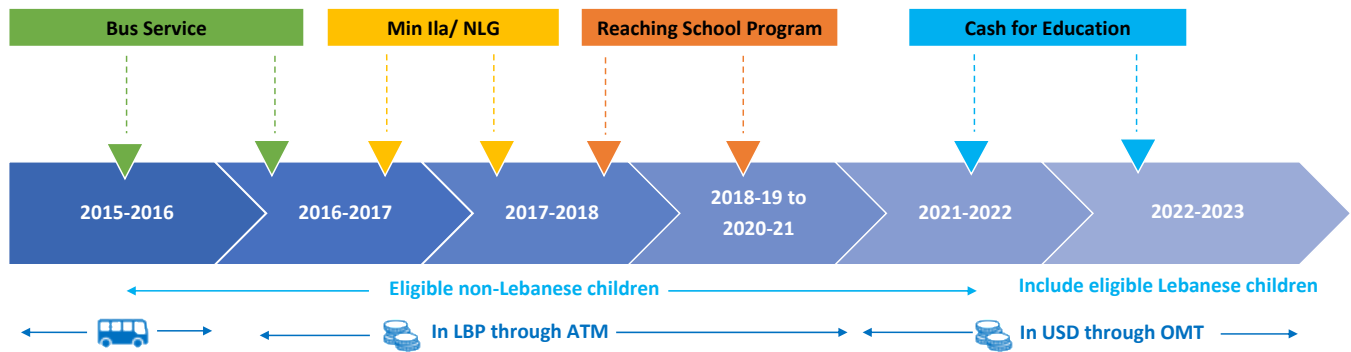 Bus Service
Min Ila/ NLG
Reaching School Program
Cash for Education
2015-2016
2016-2017
2017-2018
2018-19 to
2020-21
2021-2022
2022-2023
Eligible non-Lebanese children
Include eligible Lebanese children
In LBP through ATM
In USD through OMT